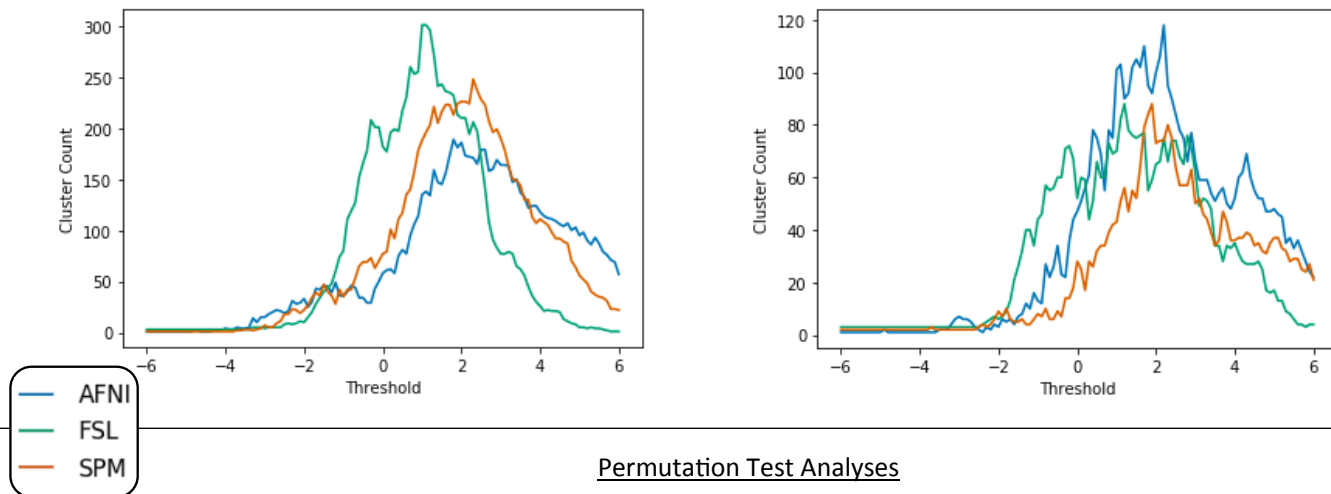 300
250
200
150
100
50
0
Cluster Count
−6 −4 −2 0 2 4 6
Threshold
120
100
80
60
40
20
0
Cluster Count
−6 −4 −2 0 2 4 6
Threshold
AFNI
FSL
SPM
Permutation Test Analyses